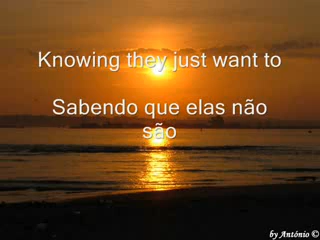 Knowing they just want to
Sabendo que elas não
são
by António ©